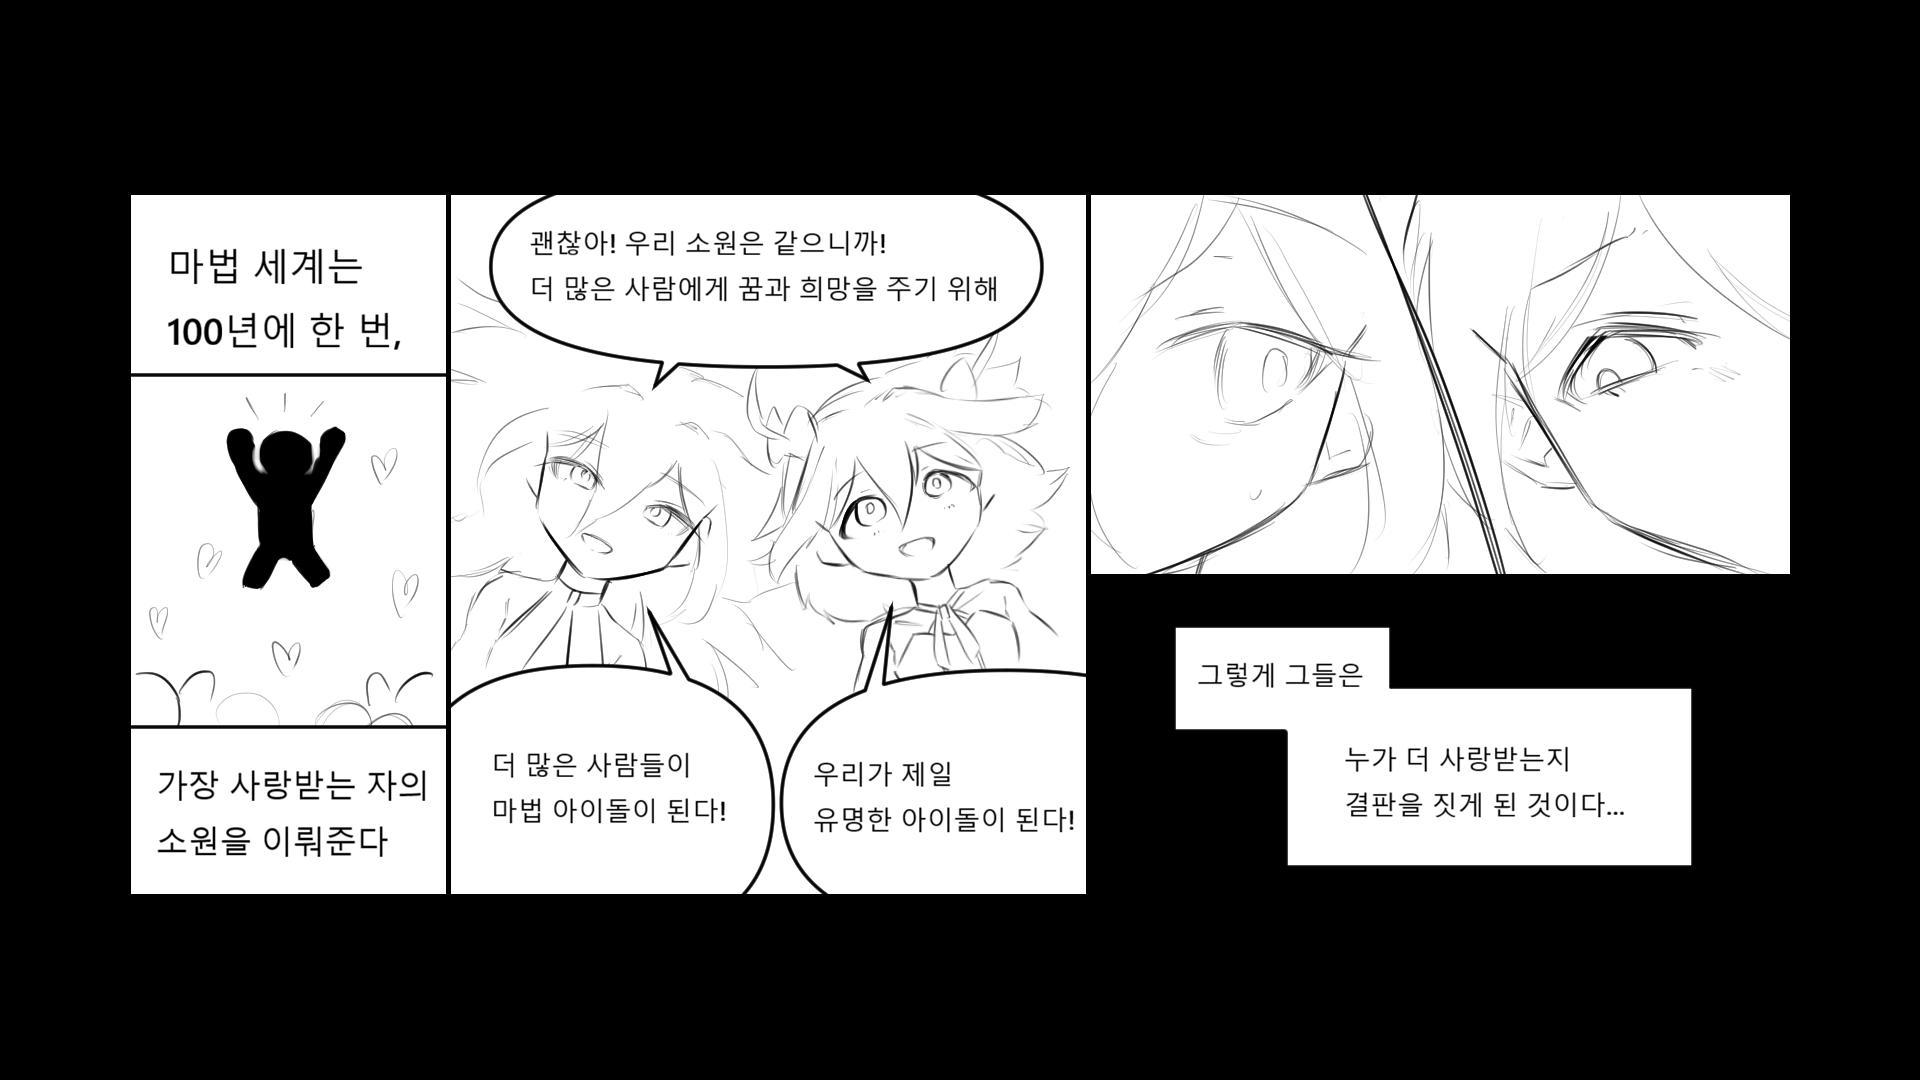 마법 세계는
100년에 한 번,
가장 사랑받는 자의
소원을 이뤄준다
괜찮아! 우리 소원은 같으니까!
더 많은 사람에게 꿈과 희망을 주기 위해
더 많은 사람들이
마법 아이돌이 된다!
우리가 제일
유명한 아이돌이 된다!
그렇게 그들은
누가 더 사랑받는지
결판을 짓게 된 것이다...